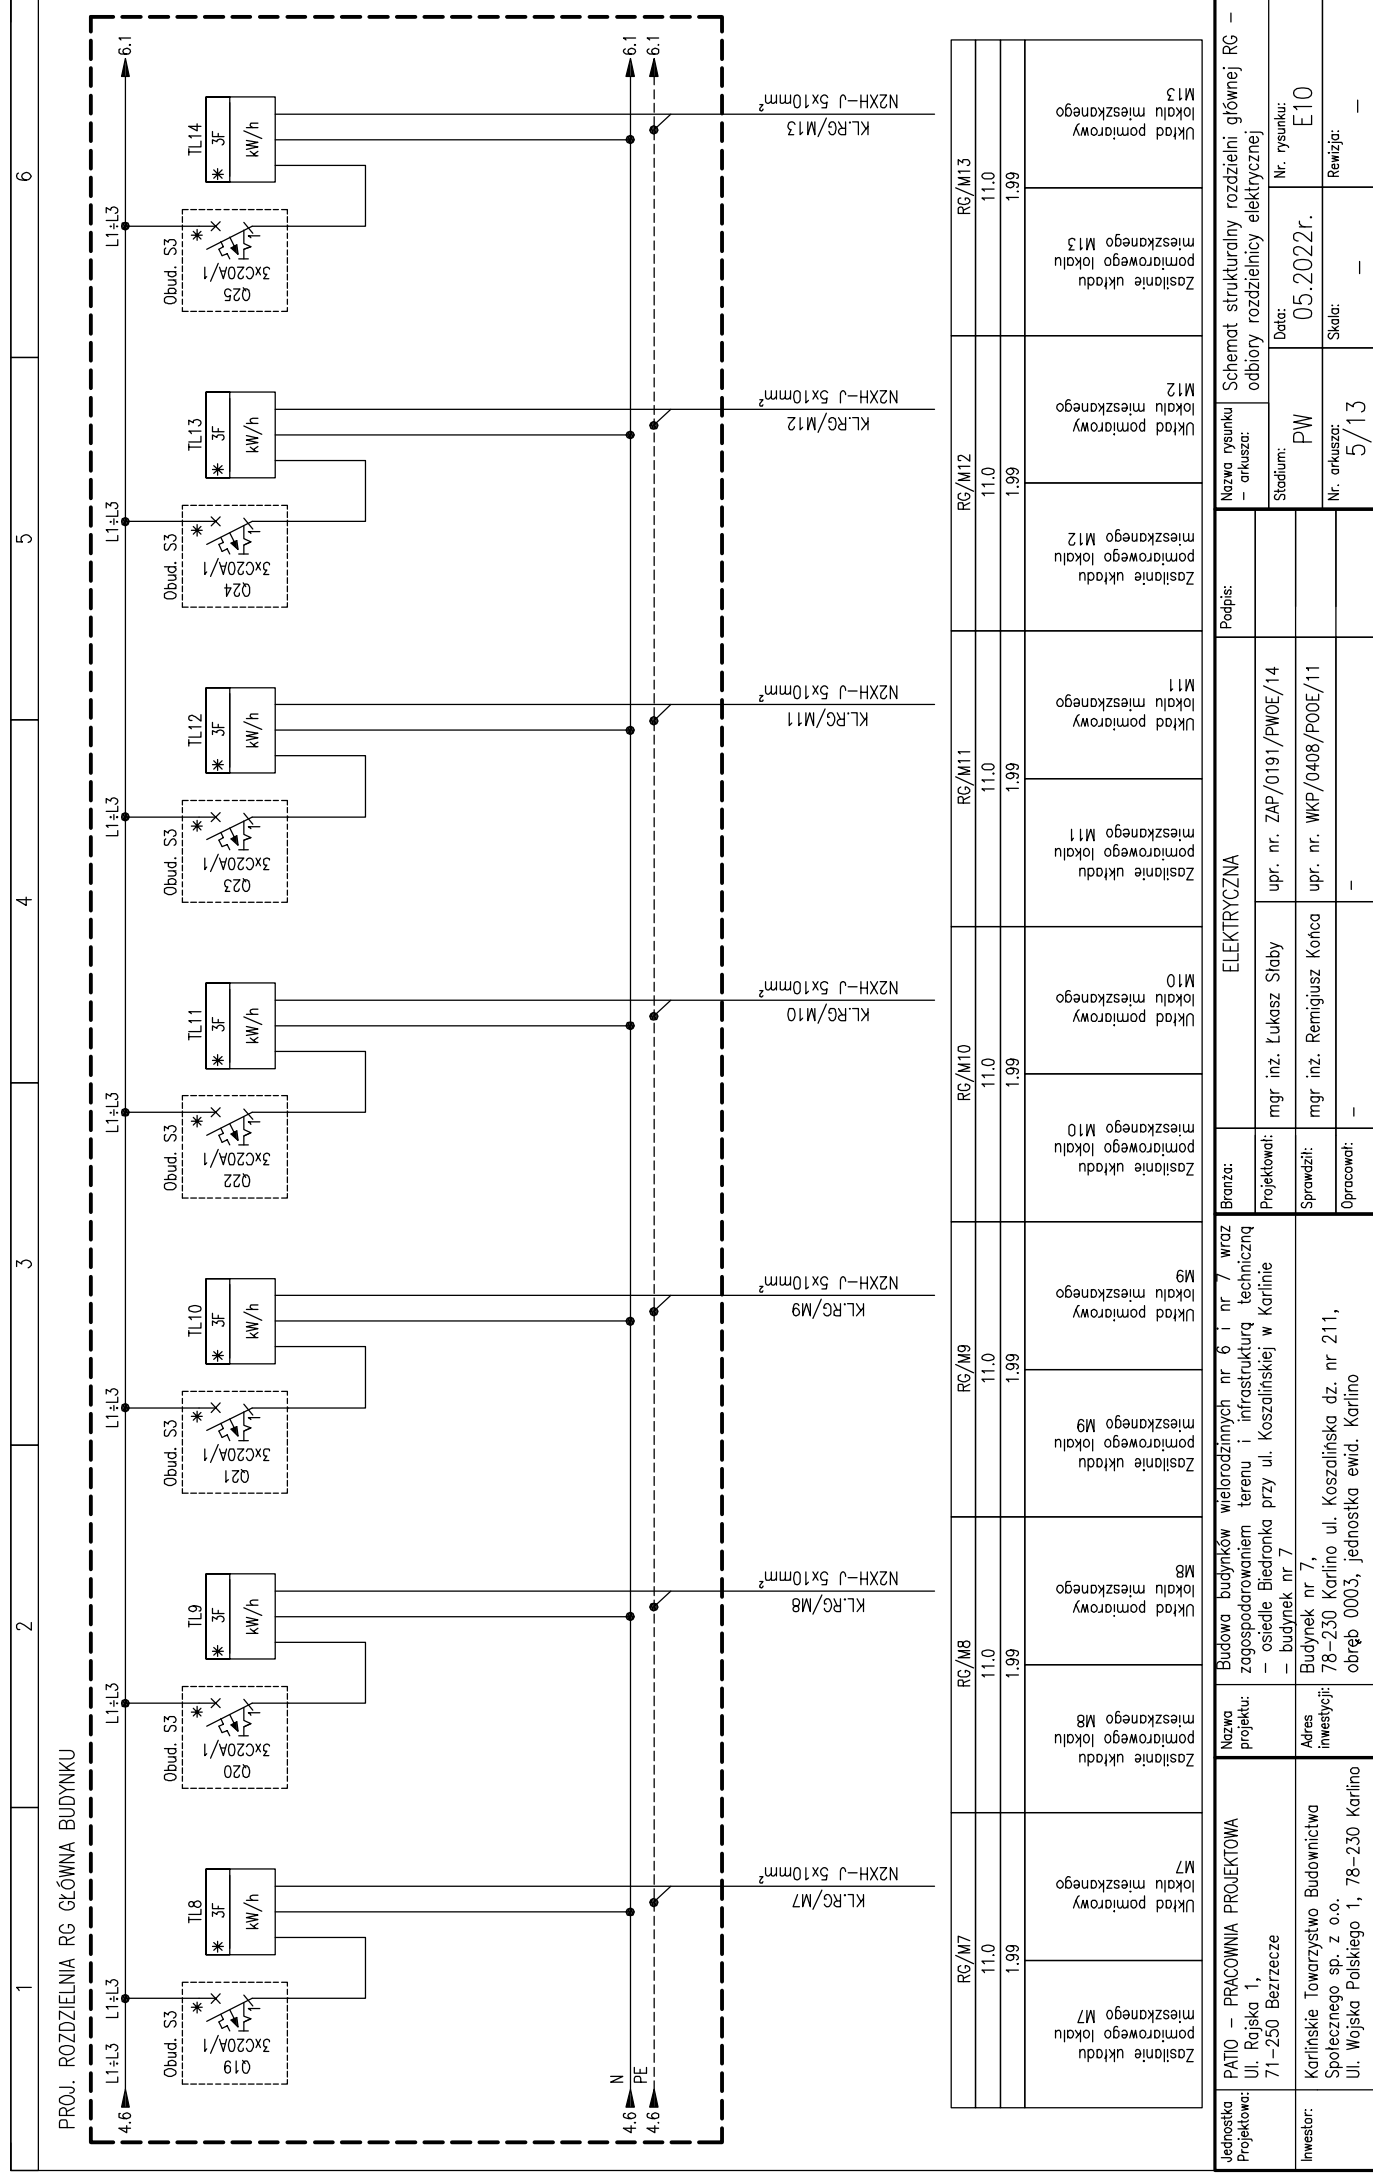 1
2
3
4
5
6
PROJ. ROZDZIELNIA RG GŁÓWNA BUDYNKU
4.6
L1÷L3
6.1
L1÷L3
Obud. S3
Q19
3xC20A/1
TL8
3F
kW/h
L1÷L3
Obud. S3
Q20
3xC20A/1
TL9
3F
kW/h
L1÷L3
Obud. S3
Q21
3xC20A/1
TL10
3F
kW/h
L1÷L3
Obud. S3
Q22
3xC20A/1
TL11
3F
kW/h
L1÷L3
Obud. S3
Q23
3xC20A/1
TL12
3F
kW/h
L1÷L3
Obud. S3
Q24
3xC20A/1
TL13
3F
kW/h
L1÷L3
Obud. S3
Q25
3xC20A/1
TL14
3F
kW/h
4.6
N
6.1
4.6
PE
6.1
KL.RG/M7
N2XH-J 5x10mm²
KL.RG/M8
N2XH-J 5x10mm²
KL.RG/M9
N2XH-J 5x10mm²
KL.RG/M10
N2XH-J 5x10mm²
KL.RG/M11
N2XH-J 5x10mm²
KL.RG/M12
N2XH-J 5x10mm²
KL.RG/M13
N2XH-J 5x10mm²
RG/M7
11.0
1.99
Zasilanie układu
pomiarowego lokalu
mieszkanego M7
Układ pomiarowy
lokalu mieszkanego
M7
RG/M8
11.0
1.99
Zasilanie układu
pomiarowego lokalu
mieszkanego M8
Układ pomiarowy
lokalu mieszkanego
M8
RG/M9
11.0
1.99
Zasilanie układu
pomiarowego lokalu
mieszkanego M9
Układ pomiarowy
lokalu mieszkanego
M9
RG/M10
11.0
1.99
Zasilanie układu
pomiarowego lokalu
mieszkanego M10
Układ pomiarowy
lokalu mieszkanego
M10
RG/M11
11.0
1.99
Zasilanie układu
pomiarowego lokalu
mieszkanego M11
Układ pomiarowy
lokalu mieszkanego
M11
RG/M12
11.0
1.99
Zasilanie układu
pomiarowego lokalu
mieszkanego M12
Układ pomiarowy
lokalu mieszkanego
M12
RG/M13
11.0
1.99
Zasilanie układu
pomiarowego lokalu
mieszkanego M13
Układ pomiarowy
lokalu mieszkanego
M13
Jednostka
Projektowa:
PATIO - PRACOWNIA PROJEKTOWA
Ul. Rajska 1,
71-250 Bezrzecze
Inwestor:
Karlińskie Towarzystwo Budownictwa
Społecznego sp. z o.o.
Ul. Wojska Polskiego 1, 78-230 Karlino
Nazwa
projektu:
Budowa budynków wielorodzinnych nr 6 i nr 7 wraz
zagospodarowaniem terenu i infrastrukturą techniczną
- osiedle Biedronka przy ul. Koszalińskiej w Karlinie
- budynek nr 7
Adres
inwestycji:
Budynek nr 7,
78-230 Karlino ul. Koszalińska dz. nr 211,
obręb 0003, jednostka ewid. Karlino
Branża:
ELEKTRYCZNA
Podpis:
Projektował:
mgr inż. Łukasz Słaby
upr. nr. ZAP/0191/PWOE/14
Sprawdził:
mgr inż. Remigiusz Końca
upr. nr. WKP/0408/POOE/11
Opracował:
-
-
Nazwa rysunku
- arkusza:
Schemat strukturalny rozdzielni głównej RG -
odbiory rozdzielnicy elektrycznej
Stadium:
PW
Data:
05.2022r.
Nr. rysunku:
E10
Nr. arkusza:
5/13
Skala:
-
Rewizja:
-